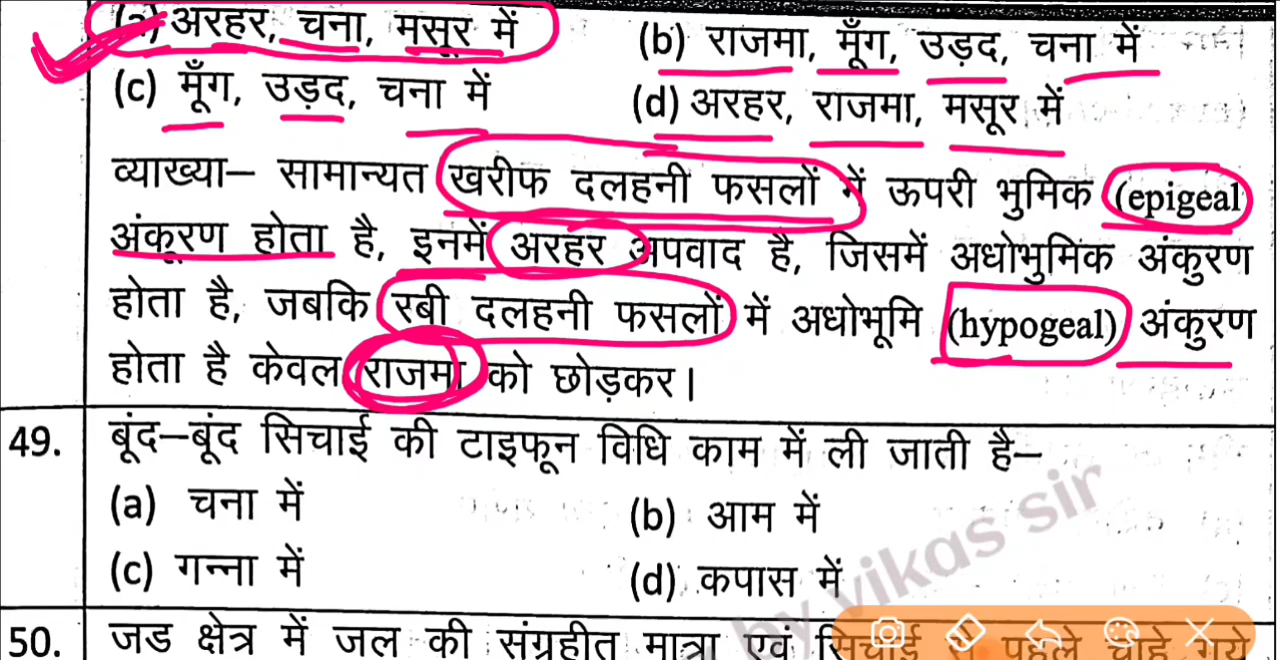 (a) अरहर, चना, मसूर में (b) राजमा, मूँग, उड़द, चना में
(c) मूँग, उड़द, चना में (d) अरहर, राजमा, मसूर में
व्याख्या– सामान्यत खरीफ दलहनी फसलों में ऊपरी भुमिक (epigeal
अंकूरण होता है, इनमें अरहर अपवाद है, जिसमें अधोभुमिक अंकुरण
होता है, जबकि रबी दलहनी फसलों में अधोभूमि (hypogeal) अंकुरण
होता है केवल राजमा को छोड़कर।
49. बूंद–बूंद सिचाई की टाइफून विधि काम में ली जाती है–
(a) चना में (b) आम में
(c) गन्ना में (d) कपास में
by vikas sir
50. जड क्षेत्र में जल की संग्रहीत मात्रा एवं सिचाई से पहले चाहे गये